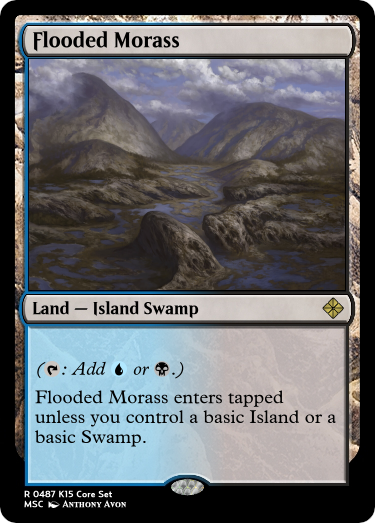 Flooded Morass
Land — Island Swamp
(: Add or .)
Flooded Morass enters tapped
unless you control a basic Island or a
basic Swamp.
R 0487 K15 Core Set
MSC Anthony Avon